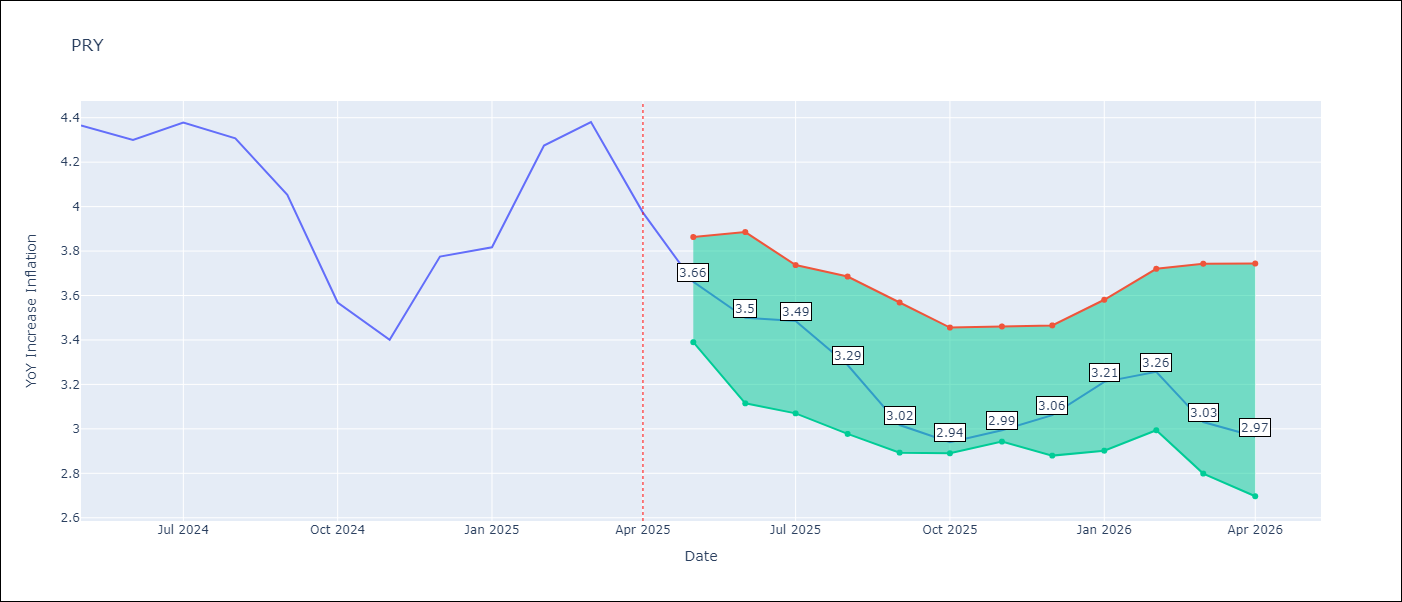 PRY
YoY Increase Inflation
4.4
4.2
4
3.8
3.6
3.4
3.2
3
2.8
2.6
3.66
3.5
3.49
3.29
3.02
2.94
2.99
3.06
3.21
3.26
3.03
2.97
Jul 2024
Oct 2024
Jan 2025
Apr 2025
Jul 2025
Oct 2025
Jan 2026
Apr 2026
Date